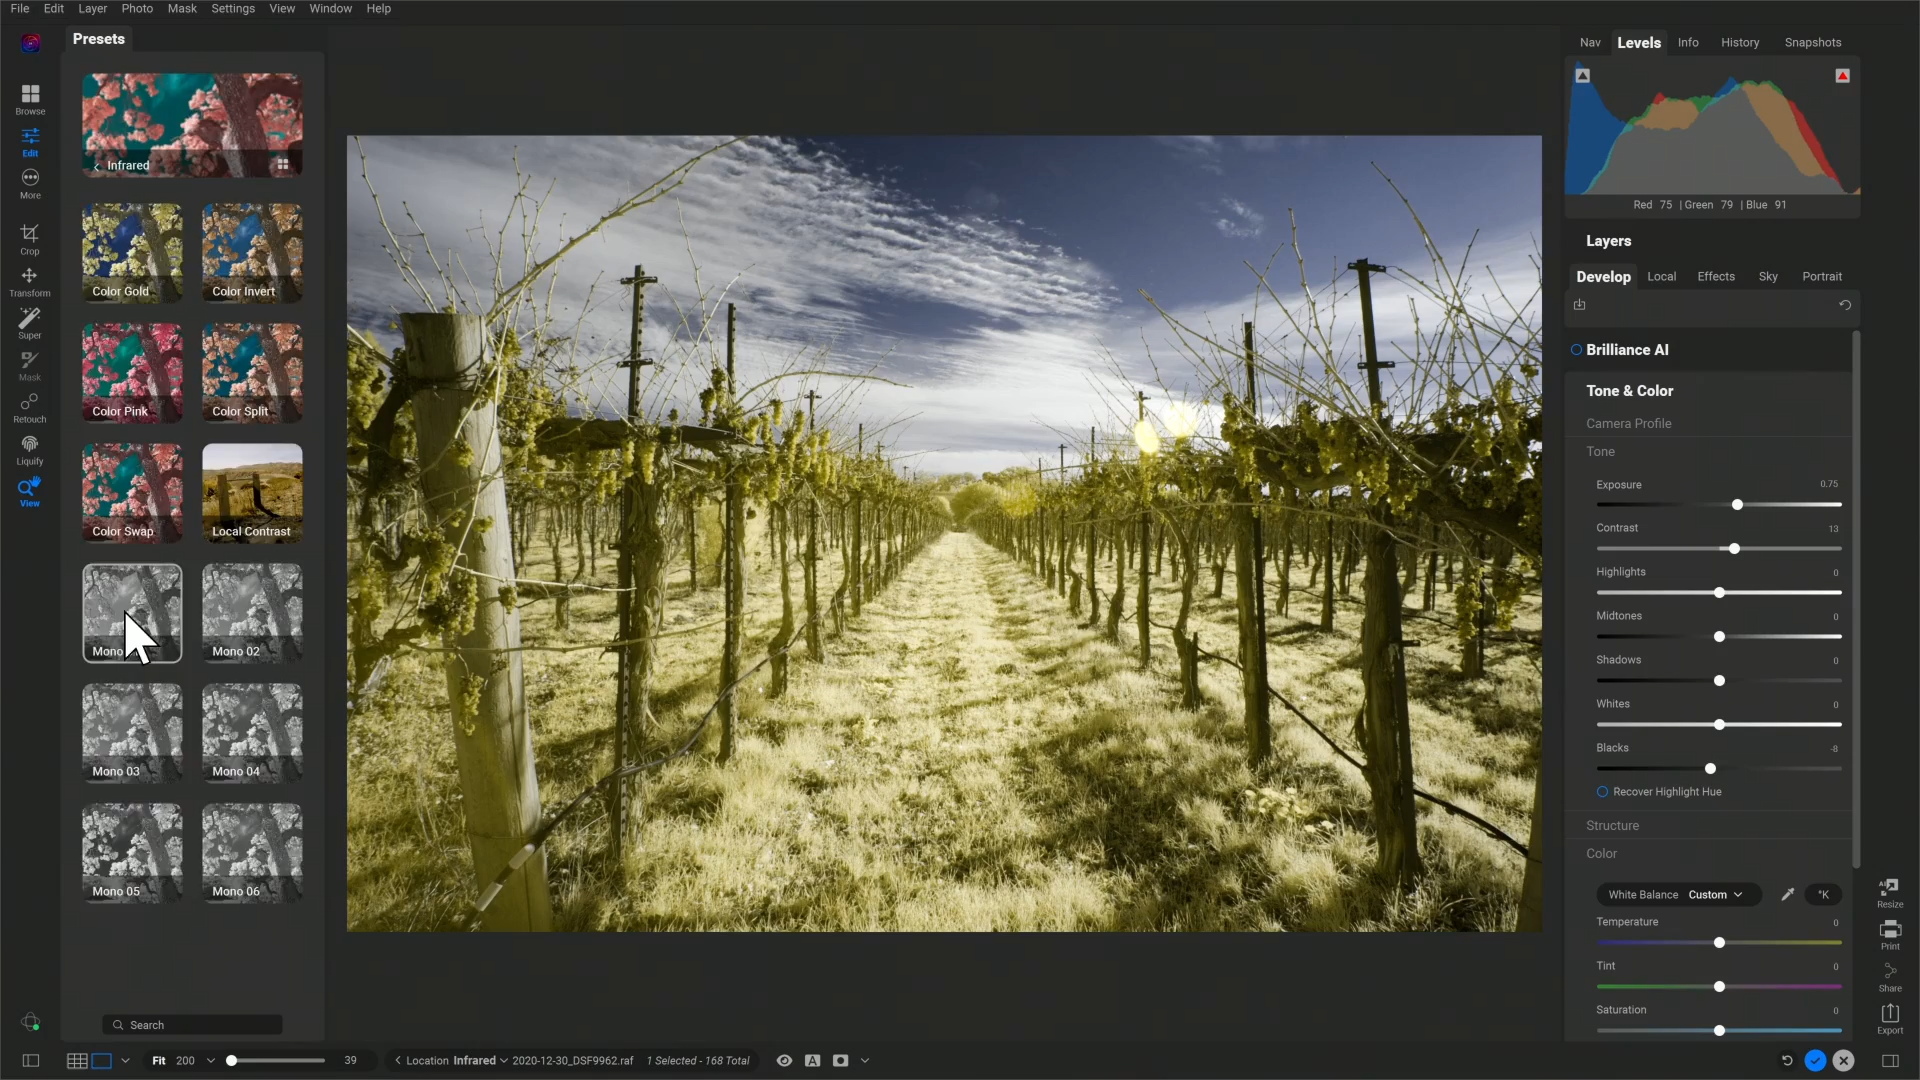 File Edit Layer Photo Mask Settings View Window Help
Presets
Browse
Edit
More
Crop
Transform
Super
Mask
Retouch
Liquify
View
Infrared
Color Gold
Color Invert
Color Pink
Color Split
Color Swap
Local Contrast
Mono
Mono 02
Mono 03
Mono 04
Mono 05
Mono 06
Search
Nav Levels Info History Snapshots
Red 75 | Green 79 | Blue 91
Layers
Develop Local Effects Sky Portrait
Brilliance AI
Tone & Color
Camera Profile
Tone
Exposure 0.75
Contrast 13
Highlights 0
Midtones 0
Shadows 0
Whites 0
Blacks -8
Recover Highlight Hue
Structure
Color
White Balance Custom °K
Temperature 0
Tint 0
Saturation 0
AI
Resize
Print
Share
Export
Fit 200 39 Location Infrared 2020-12-30_DSF9962.raf 1 Selected - 168 Total A